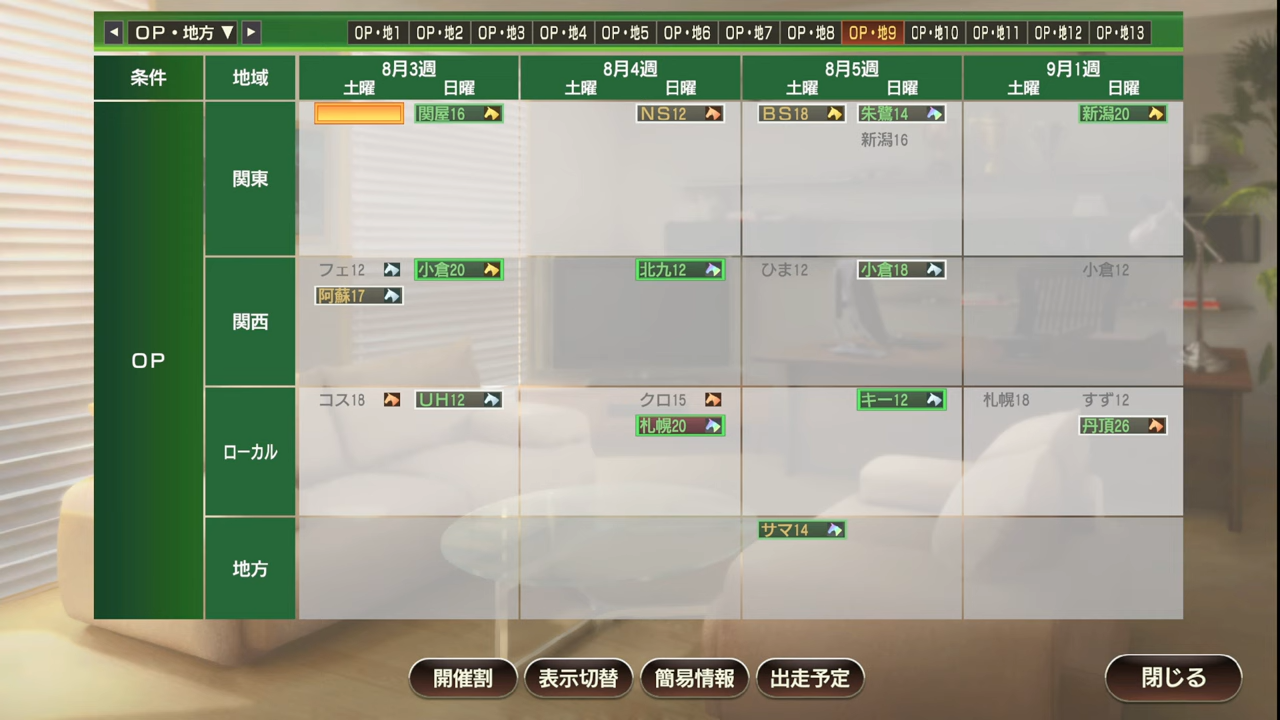 ◀ OP・地方▼ ▶ OP・地1 OP・地2 OP・地3 OP・地4 OP・地5 OP・地6 OP・地7 OP・地8 OP・地9 OP・地10 OP・地11 OP・地12 OP・地13
条件 地域 8月3週 8月4週 8月5週 9月1週
土曜 日曜 土曜 日曜 土曜 日曜 土曜 日曜
OP
関東
関屋16 NS12 BS18 朱鷺14 新潟20
新潟16
関西
フェ12 小倉20 北九12 ひま12 小倉18 小倉12
阿蘇17
ローカル
コス18 UH12 クロ15 キーン12 札幌18 すず12
札幌20 丹頂26
地方
サマ14
開催割 表示切替 簡易情報 出走予定 閉じる